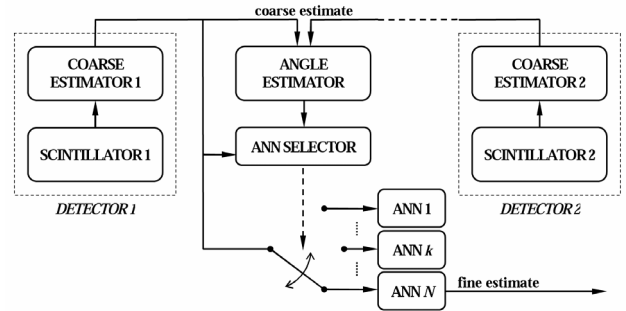 coarse estimate
COARSE
ESTIMATOR 1
ANGLE
ESTIMATOR
COARSE
ESTIMATOR 2
SCINTILLATOR 1
ANN SELECTOR
SCINTILLATOR 2
DETECTOR 1
DETECTOR 2
ANN 1
ANN k
ANN N
fine estimate